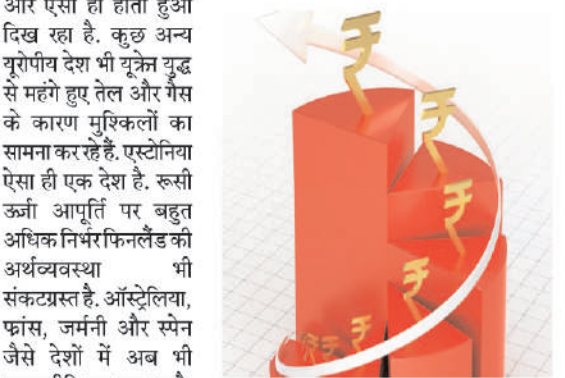 और ऐसा ही होता हुआ
दिख रहा है. कुछ अन्य
यूरोपीय देश भी यूक्रेन युद्ध
से महंगे हुए तेल और गैस
के कारण मुश्किलों का
सामना कर रहे हैं. एस्टोनिया
ऐसा ही एक देश है. रूसी
ऊर्जा आपूर्ति पर बहुत
अधिक निर्भर फिनलैंड की
अर्थव्यवस्था भी
संकटग्रस्त है. ऑस्ट्रेलिया,
फ्रांस, जर्मनी और स्पेन
जैसे देशों में अब भी
₹
₹
₹
₹
₹ ₹ ₹